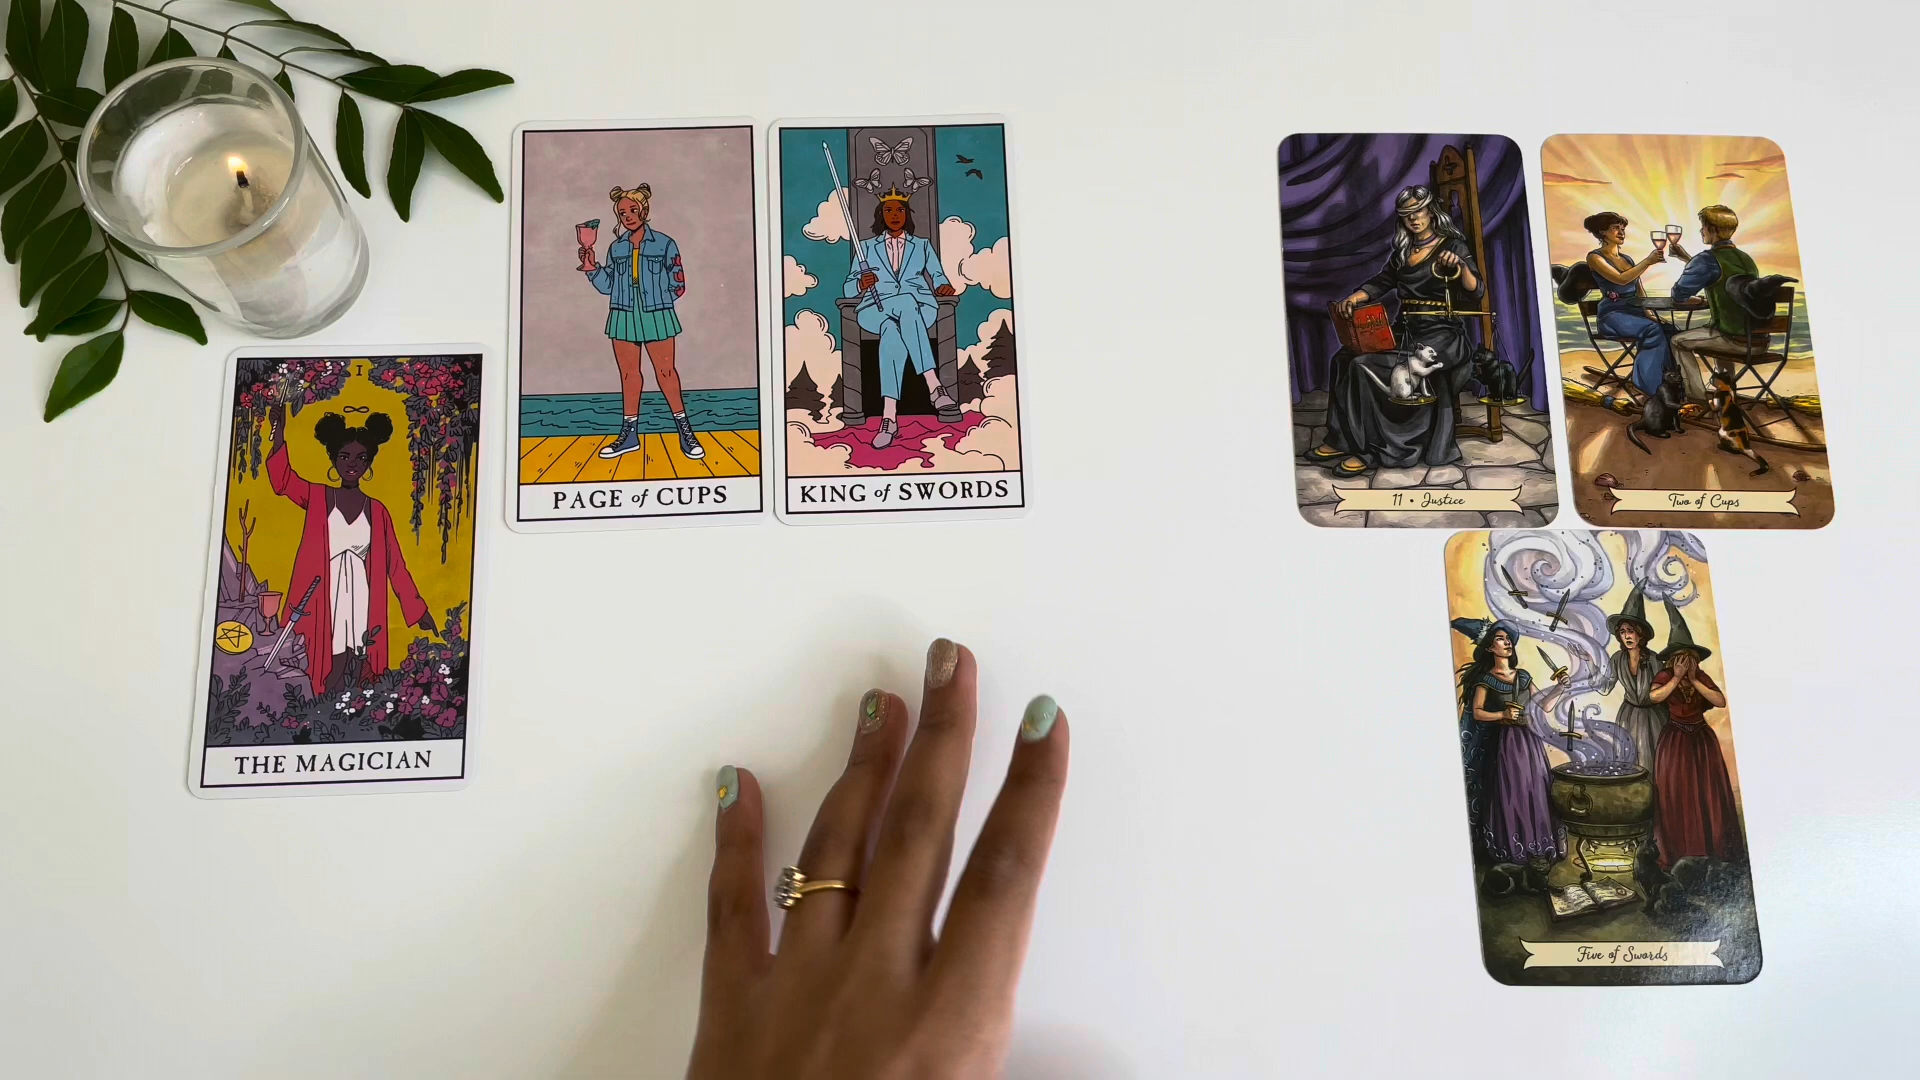 I
THE MAGICIAN
PAGE of CUPS
KING of SWORDS
11 • Justice
Two of Cups
Five of Swords